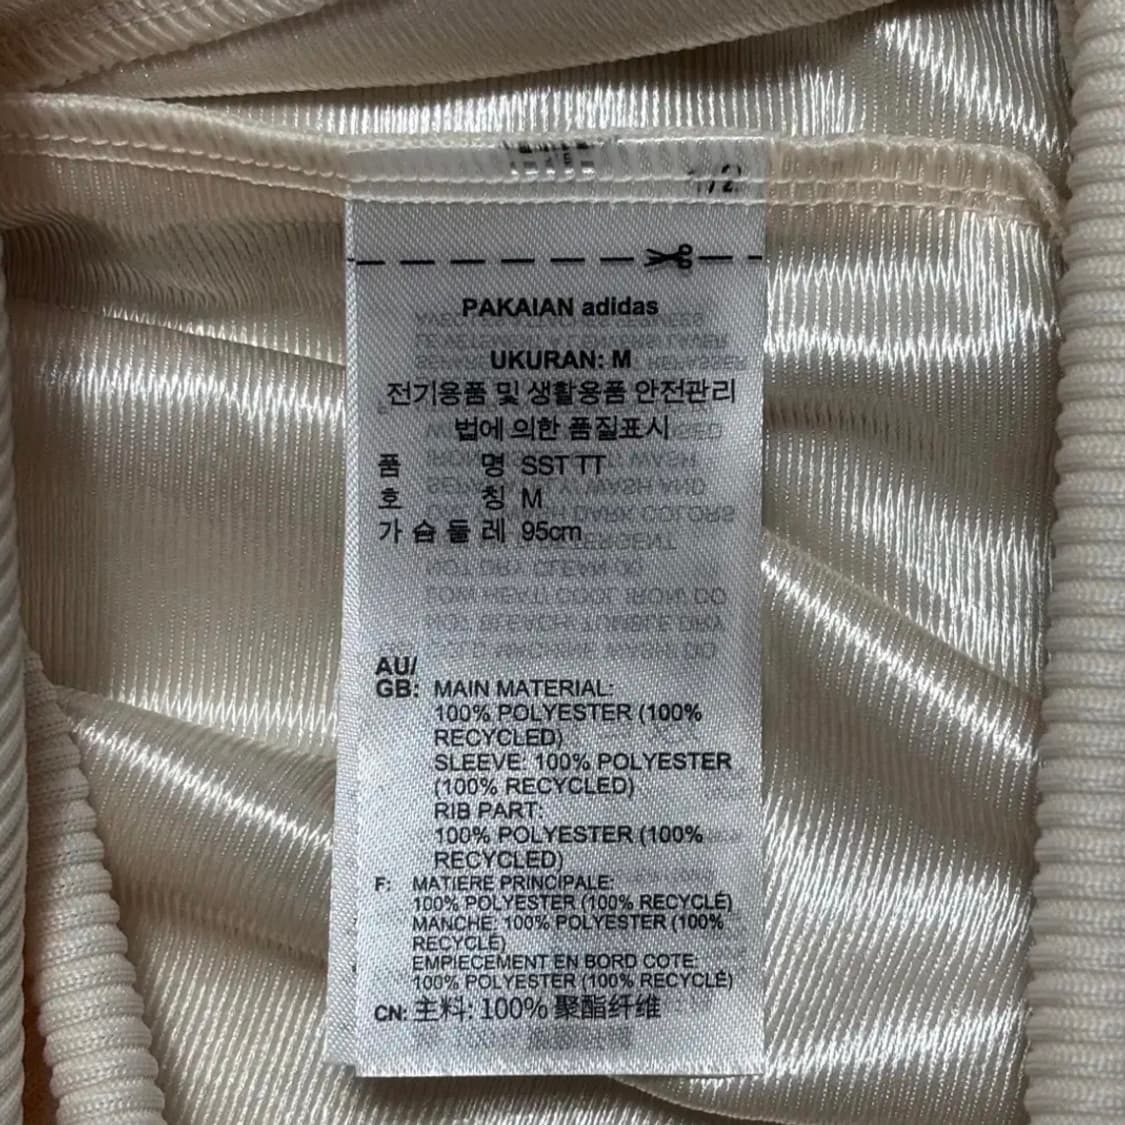 1/2
PAKAIAN adidas
UKURAN: M
전기용품 및 생활용품 안전관리
법에 의한 품질표시
품 명 SST TT
호 칭 M
가 슴 둘 레 95cm
AU/
GB: MAIN MATERIAL:
100% POLYESTER (100%
RECYCLED)
SLEEVE: 100% POLYESTER
(100% RECYCLED)
RIB PART:
100% POLYESTER (100%
RECYCLED)
F: MATIERE PRINCIPALE:
100% POLYESTER (100% RECYCLÉ)
MANCHE: 100% POLYESTER (100%
RECYCLÉ)
EMPIECEMENT EN BORD COTE:
100% POLYESTER (100% RECYCLÉ)
CN: 主料: 100% 聚酯纤维